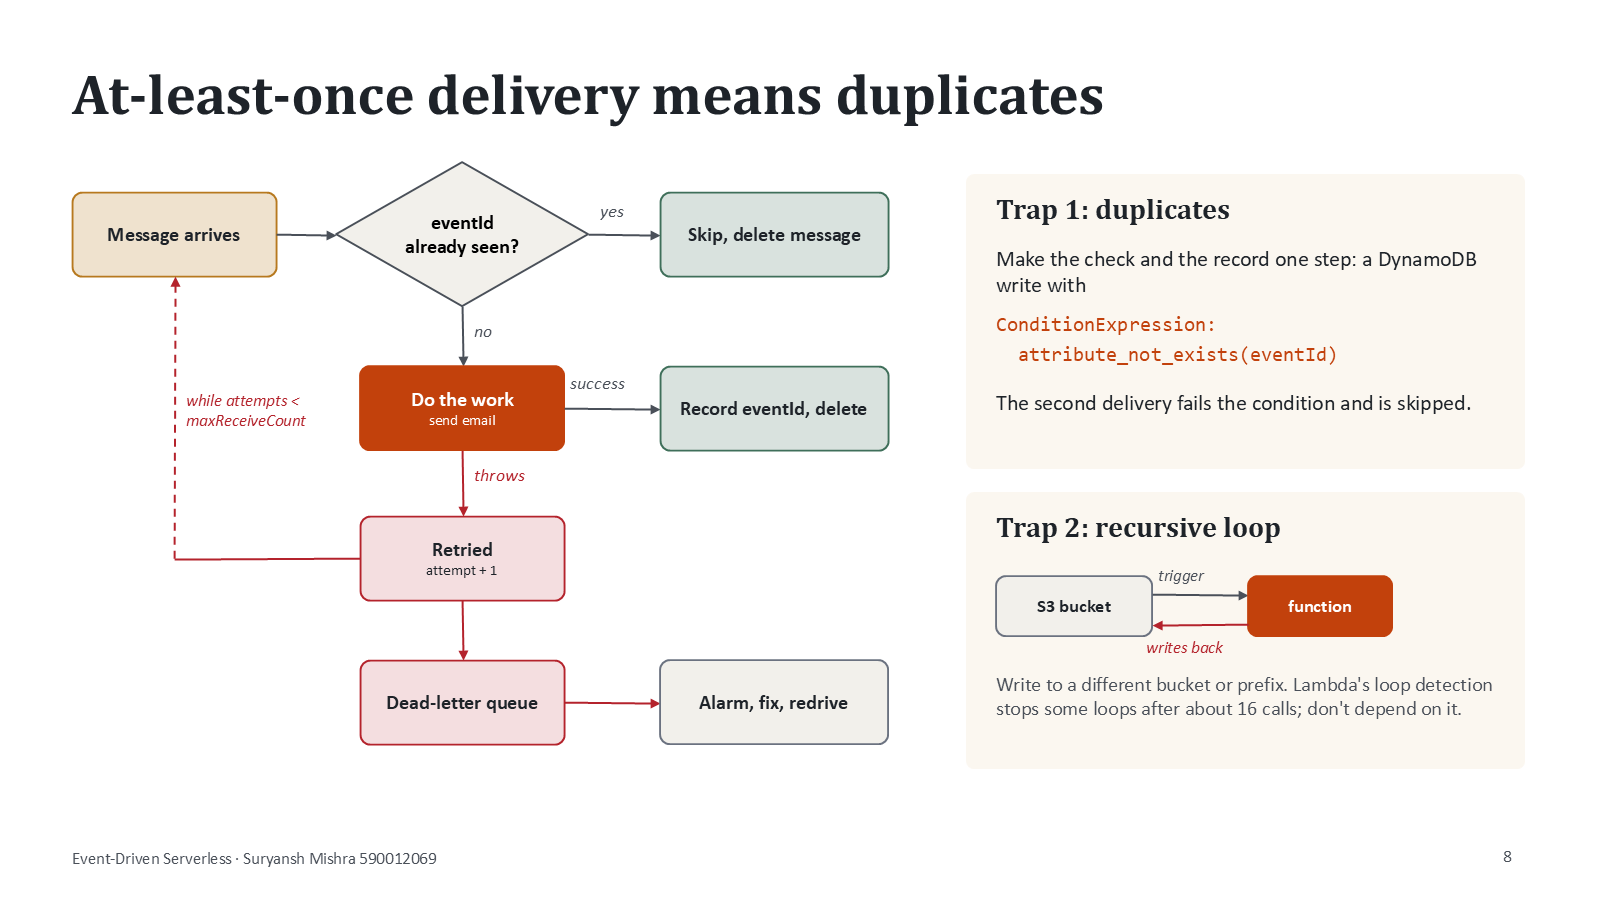 At-least-once delivery means duplicates
Message arrives
eventId
already seen?
yes
Skip, delete message
no
while attempts <
maxReceiveCount
Do the work
send email
success
Record eventId, delete
throws
Retried
attempt + 1
Dead-letter queue
Alarm, fix, redrive
Trap 1: duplicates
Make the check and the record one step: a DynamoDB
write with
ConditionExpression:
attribute_not_exists(eventId)
The second delivery fails the condition and is skipped.
Trap 2: recursive loop
S3 bucket
trigger
function
writes back
Write to a different bucket or prefix. Lambda's loop detection
stops some loops after about 16 calls; don't depend on it.
Event-Driven Serverless · Suryansh Mishra 590012069
8